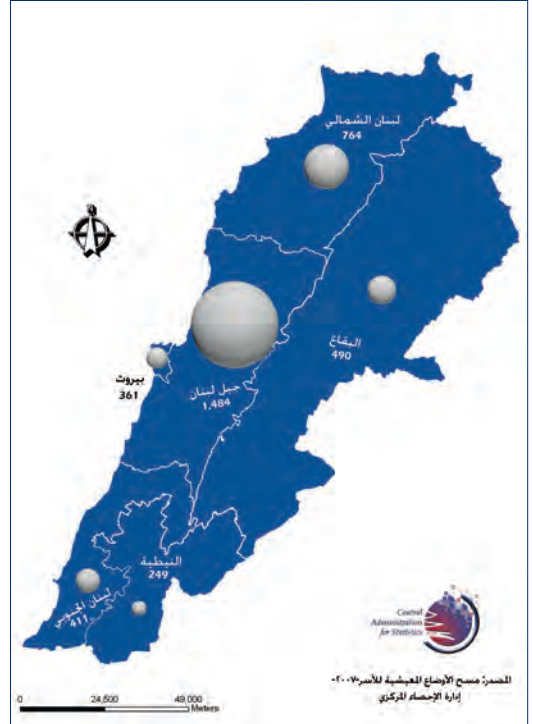 لبنان الشمالي
764
البقاع
490
بيروت
361
جبل لبنان
1,484
النبطية
249
لبنان الجنوبي
411
Central
Administration
for Statistics
المصدر: مسح الأوضاع المعيشية للأسر-٢٠٠٧-
إدارة الإحصاء المركزي
0 24,500 49,000
Meters